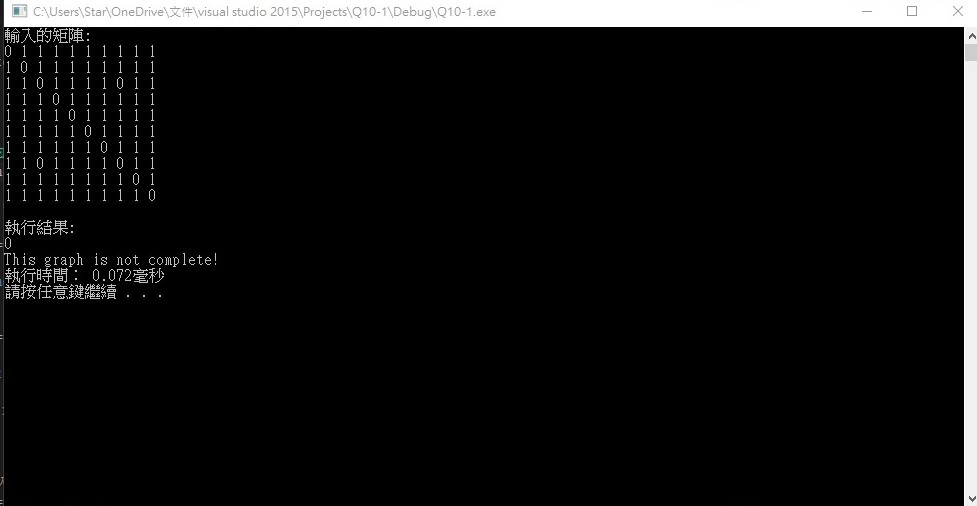 C:\Users\Star\OneDrive\文件\visual studio 2015\Projects\Q10-1\Debug\Q10-1.exe
輸入的矩陣:
0 1 1 1 1 1 1 1 1 1
1 0 1 1 1 1 1 1 1 1
1 1 0 1 1 1 1 0 1 1
1 1 1 0 1 1 1 1 1 1
1 1 1 1 0 1 1 1 1 1
1 1 1 1 1 0 1 1 1 1
1 1 1 1 1 1 0 1 1 1
1 1 0 1 1 1 1 0 1 1
1 1 1 1 1 1 1 1 0 1
1 1 1 1 1 1 1 1 1 0
執行結果:
0
This graph is not complete!
執行時間： 0.072毫秒
請按任意鍵繼續 . . .